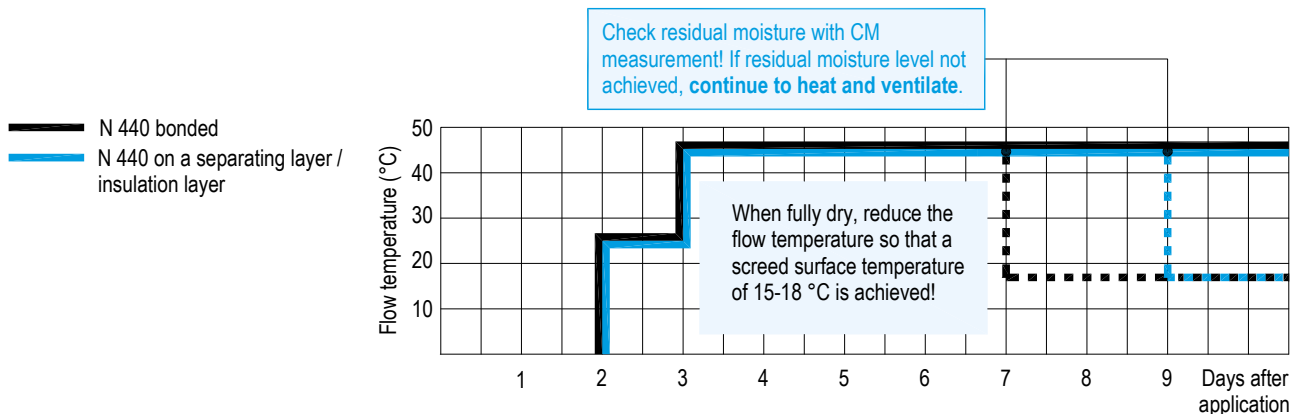 Check residual moisture with CM
measurement! If residual moisture level not
achieved, continue to heat and ventilate.
N 440 bonded
N 440 on a separating layer /
insulation layer
Flow temperature (°C)
50
40
30
20
10
When fully dry, reduce the
flow temperature so that a
screed surface temperature
of 15-18 °C is achieved!
1 2 3 4 5 6 7 8 9 Days after
application